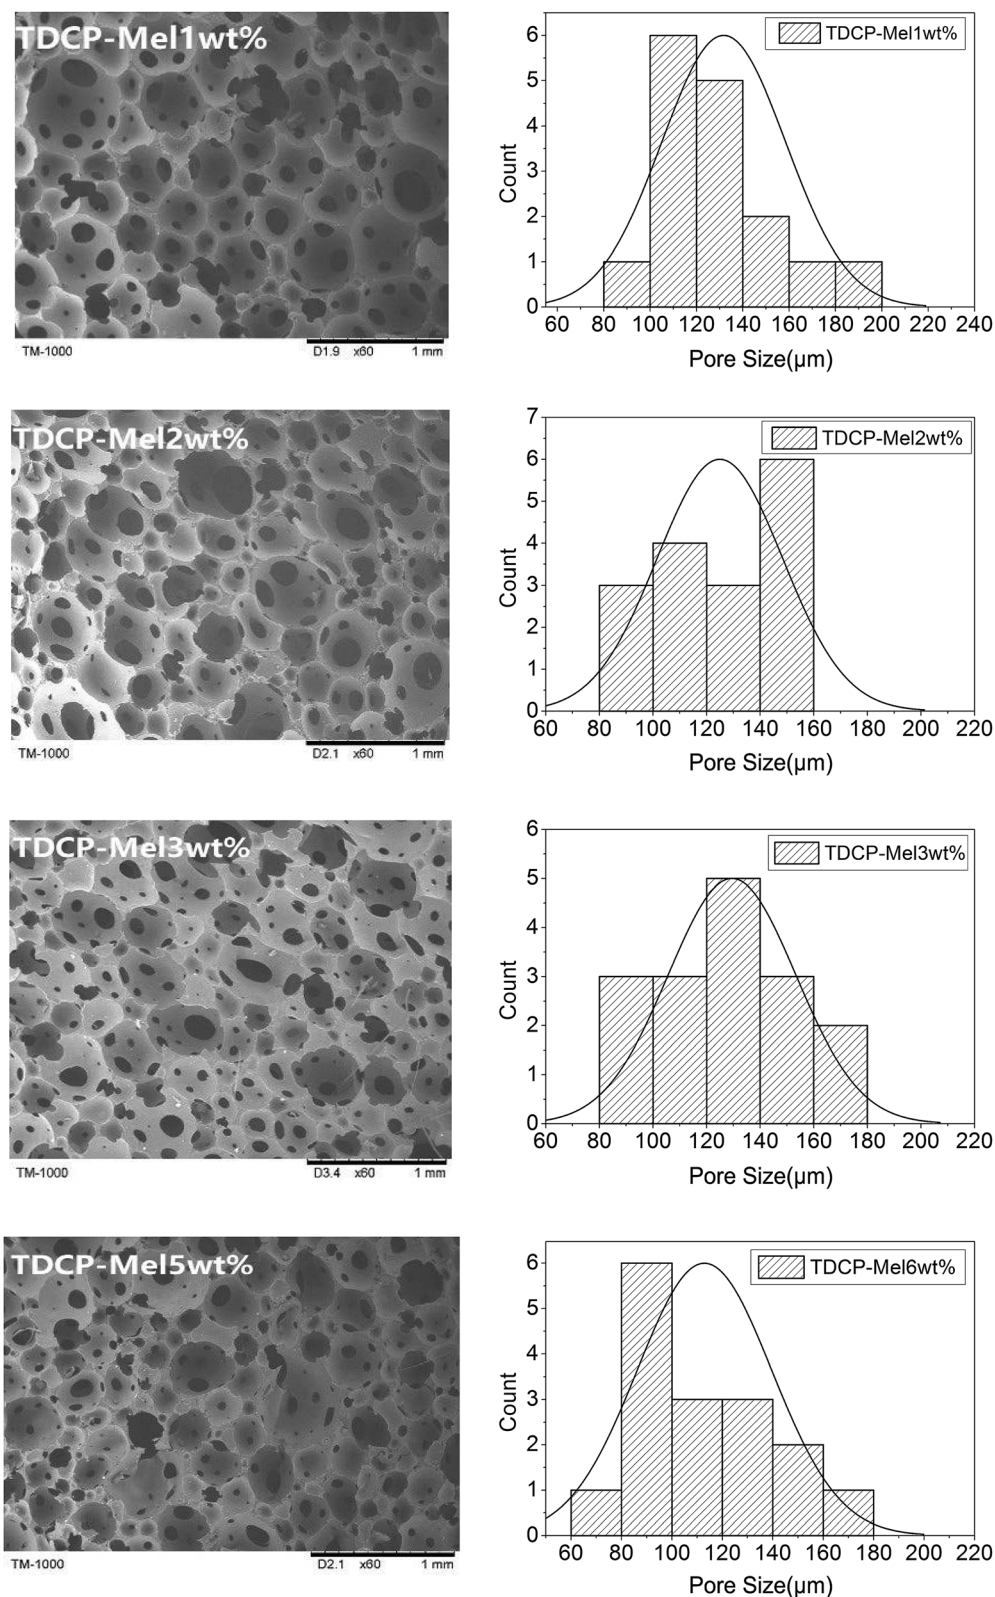 TDCP-Mel1wt%
TM-1000 D1.9 x60 1 mm
TDCP-Mel1wt%
6
5
4
3
2
1
0
Count
60 80 100 120 140 160 180 200 220 240
Pore Size(μm)
TDCP-Mel2wt%
TM-1000 D2.1 x60 1 mm
TDCP-Mel2wt%
7
6
5
4
3
2
1
0
Count
60 80 100 120 140 160 180 200 220
Pore Size(μm)
TDCP-Mel3wt%
TM-1000 D3.4 x60 1 mm
TDCP-Mel3wt%
6
5
4
3
2
1
0
Count
60 80 100 120 140 160 180 200 220
Pore Size(μm)
TDCP-Mel5wt%
TM-1000 D2.1 x60 1 mm
TDCP-Mel6wt%
6
5
4
3
2
1
0
Count
60 80 100 120 140 160 180 200 220
Pore Size(μm)